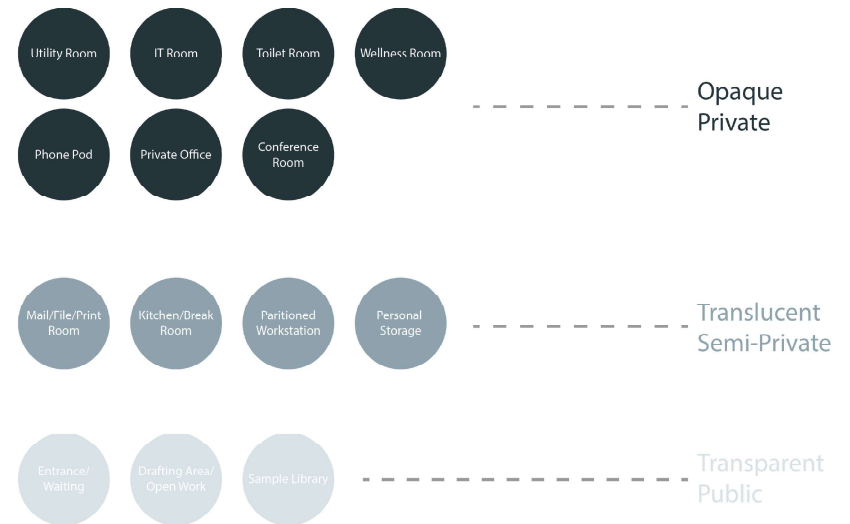 Utility Room
IT Room
Toilet Room
Wellness Room
Opaque
Private
Phone Pod
Private Office
Conference
Room
Mail/File/Print
Room
Kitchen/Break
Room
Paritioned
Workstation
Personal
Storage
Translucent
Semi-Private
Entrance/
Waiting
Drafting Area/
Open Work
Sample Library
Transparent
Public